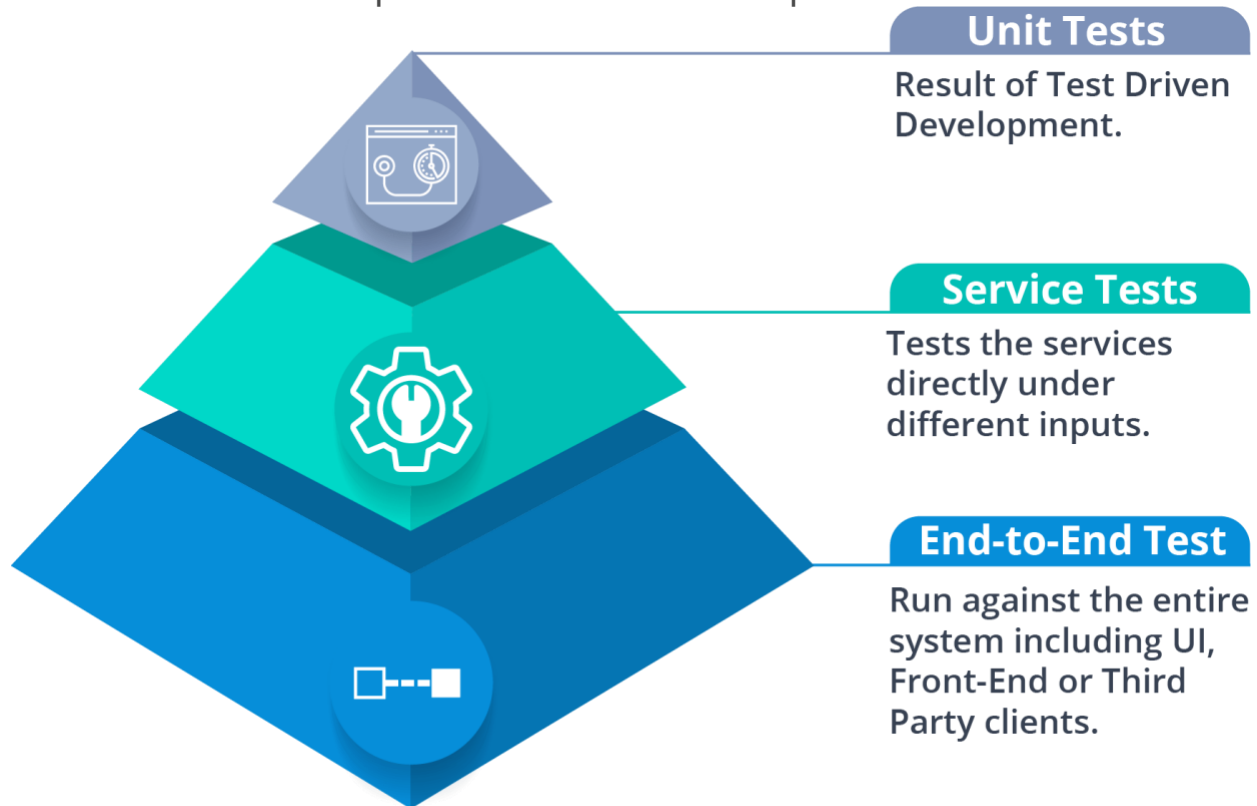 Unit Tests
Result of Test Driven
Development.
Service Tests
Tests the services
directly under
different inputs.
End-to-End Test
Run against the entire
system including UI,
Front-End or Third
Party clients.